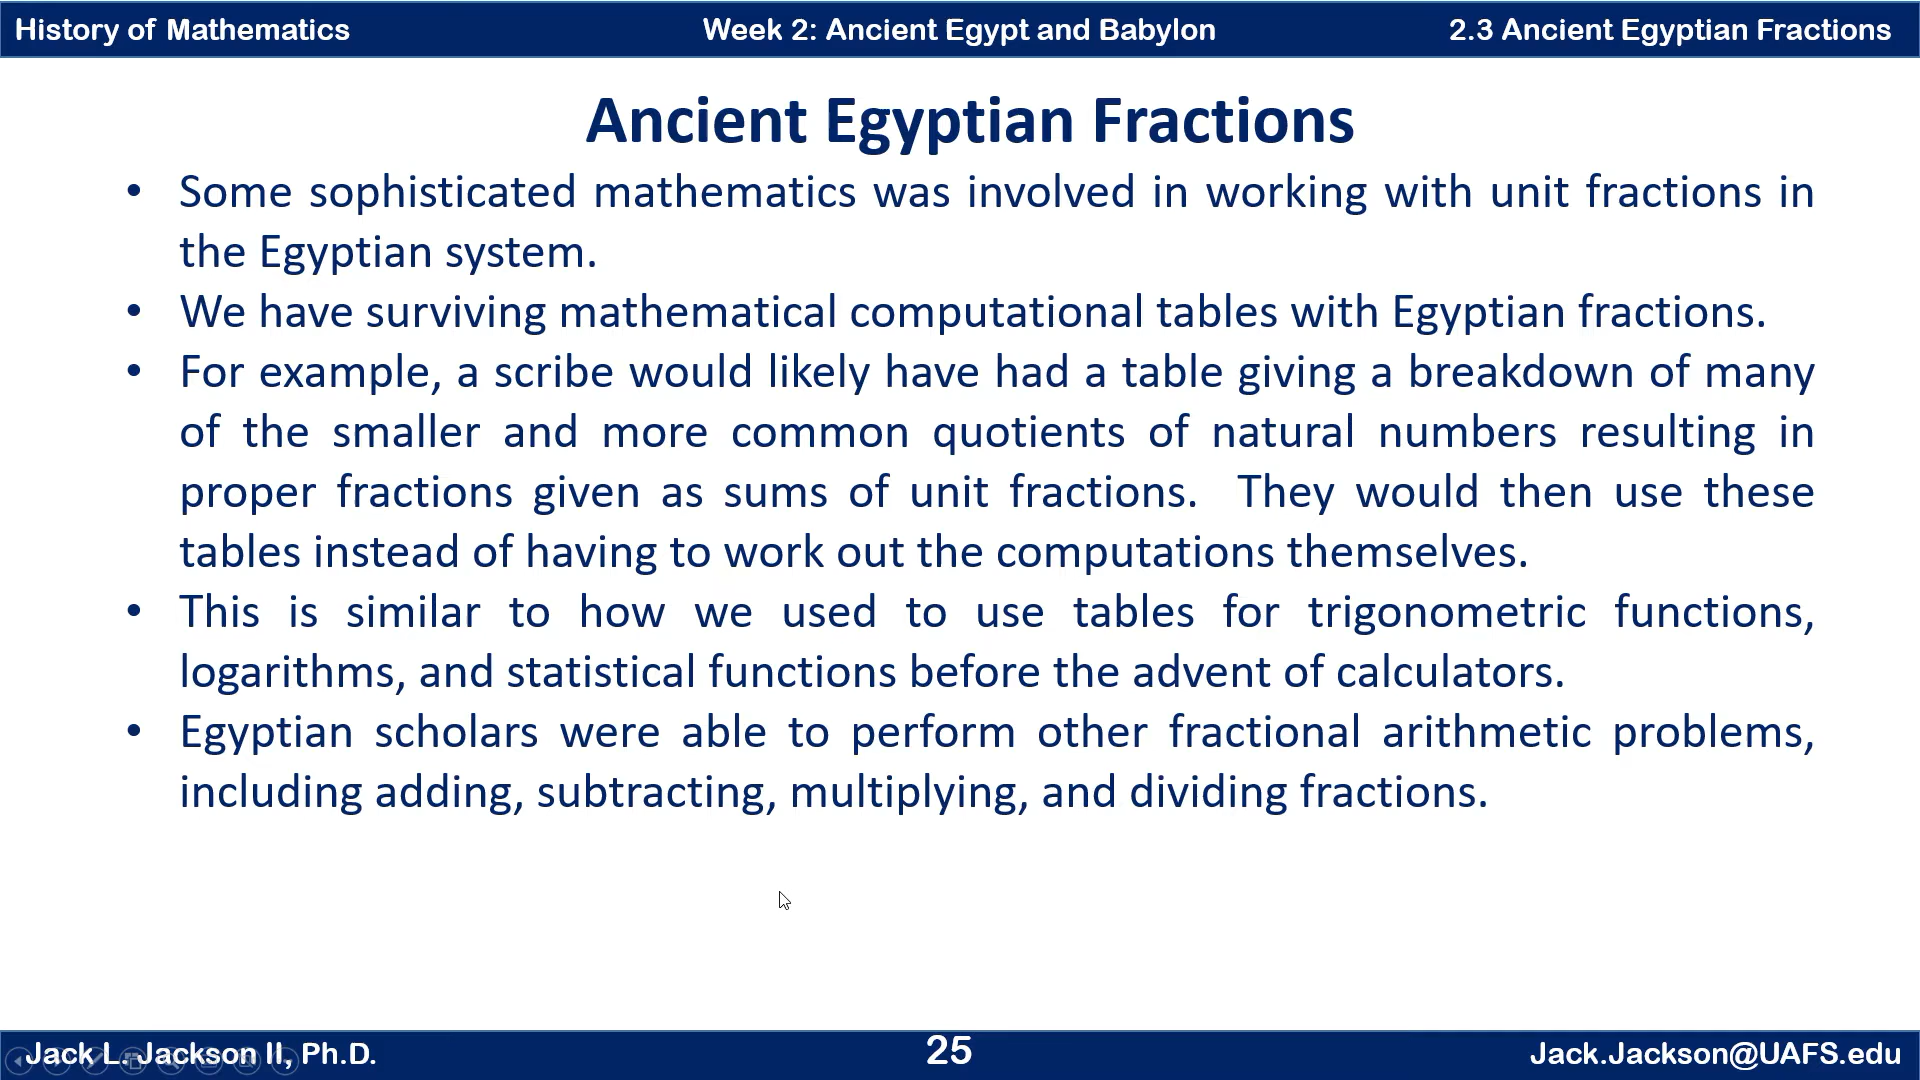 History of Mathematics
Week 2: Ancient Egypt and Babylon
2.3 Ancient Egyptian Fractions
Ancient Egyptian Fractions
• Some sophisticated mathematics was involved in working with unit fractions in
the Egyptian system.
• We have surviving mathematical computational tables with Egyptian fractions.
• For example, a scribe would likely have had a table giving a breakdown of many
of the smaller and more common quotients of natural numbers resulting in
proper fractions given as sums of unit fractions. They would then use these
tables instead of having to work out the computations themselves.
• This is similar to how we used to use tables for trigonometric functions,
logarithms, and statistical functions before the advent of calculators.
• Egyptian scholars were able to perform other fractional arithmetic problems,
including adding, subtracting, multiplying, and dividing fractions.
Jack L. Jackson II, Ph.D.
25
Jack.Jackson@UAFS.edu